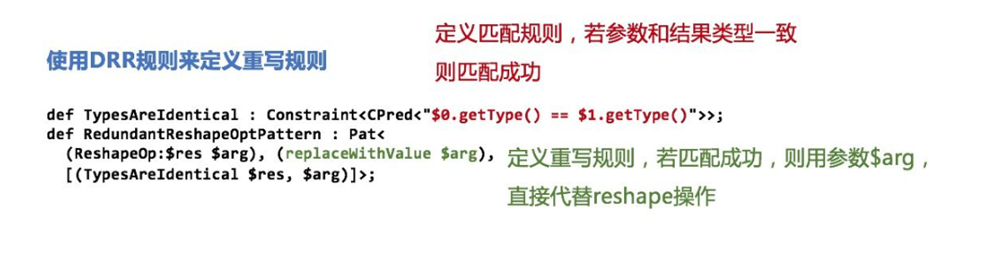 定义匹配规则，若参数和结果类型一致
则匹配成功
使用DRR规则来定义重写规则
def TypesAreIdentical : Constraint<CPred<"$0.getType() == $1.getType()">>;
def RedundantReshapeOptPattern : Pat<
(ReshapeOp:$res $arg), (replaceWithValue $arg),
[(TypesAreIdentical $res, $arg)]>;
定义重写规则，若匹配成功，则用参数$arg，
直接代替reshape操作